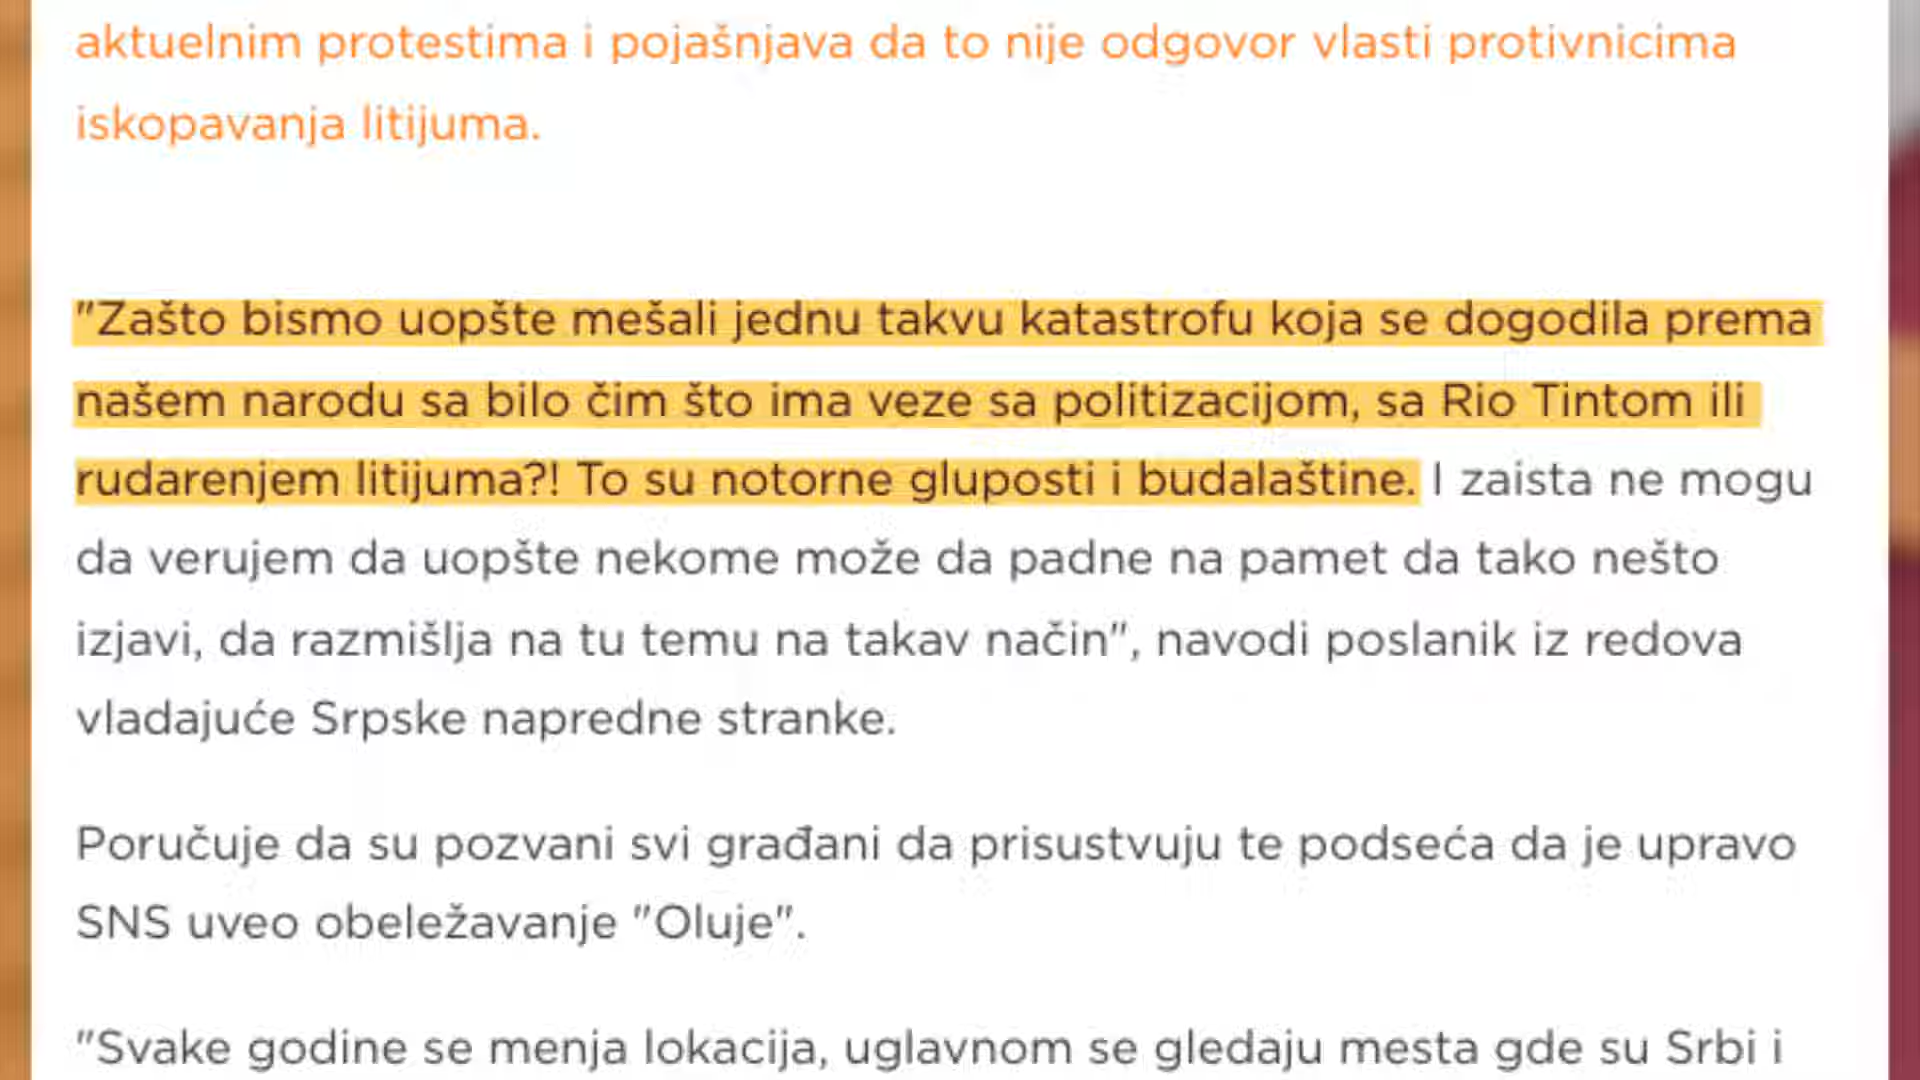 aktuelnim protestima i pojašnjava da to nije odgovor vlasti protivnicima
iskopavanja litijuma.
"Zašto bismo uopšte mešali jednu takvu katastrofu koja se dogodila prema
našem narodu sa bilo čim što ima veze sa politizacijom, sa Rio Tintom ili
rudarenjem litijuma?! To su notorne gluposti i budalaštine. I zaista ne mogu
da verujem da uopšte nekome može da padne na pamet da tako nešto
izjavi, da razmišlja na tu temu na takav način", navodi poslanik iz redova
vladajuće Srpske napredne stranke.
Poručuje da su pozvani svi građani da prisustvuju te podseća da je upravo
SNS uveo obeležavanje "Oluje".
"Svake godine se menja lokacija, uglavnom se gledaju mesta gde su Srbi i